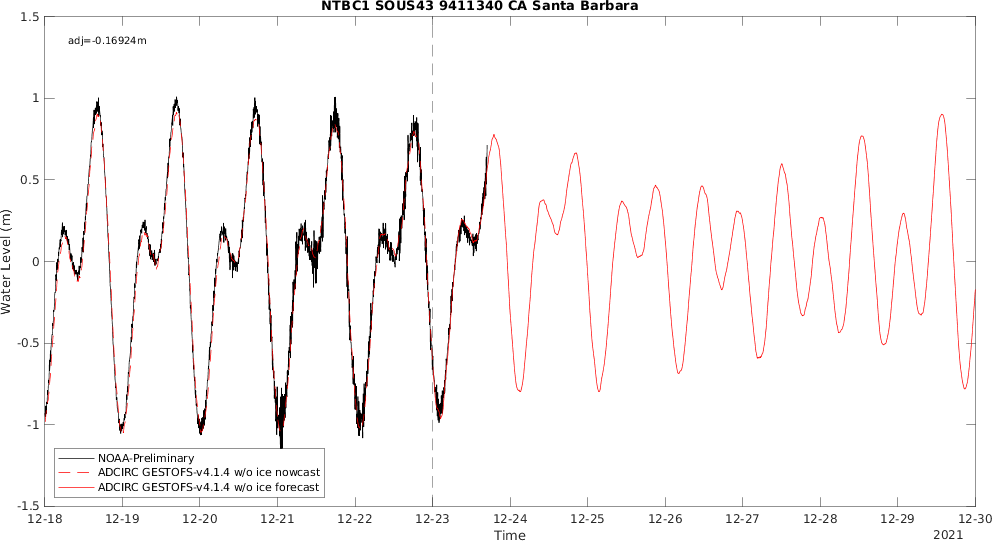 NTBC1 SOUS43 9411340 CA Santa Barbara
adj=-0.16924m
1.5
1
0.5
0
-0.5
-1
-1.5
Water Level (m)
NOAA-Preliminary
ADCIRC GESTOFS-v4.1.4 w/o ice nowcast
ADCIRC GESTOFS-v4.1.4 w/o ice forecast
12-18 12-19 12-20 12-21 12-22 12-23 12-24 12-25 12-26 12-27 12-28 12-29 12-30
Time
2021